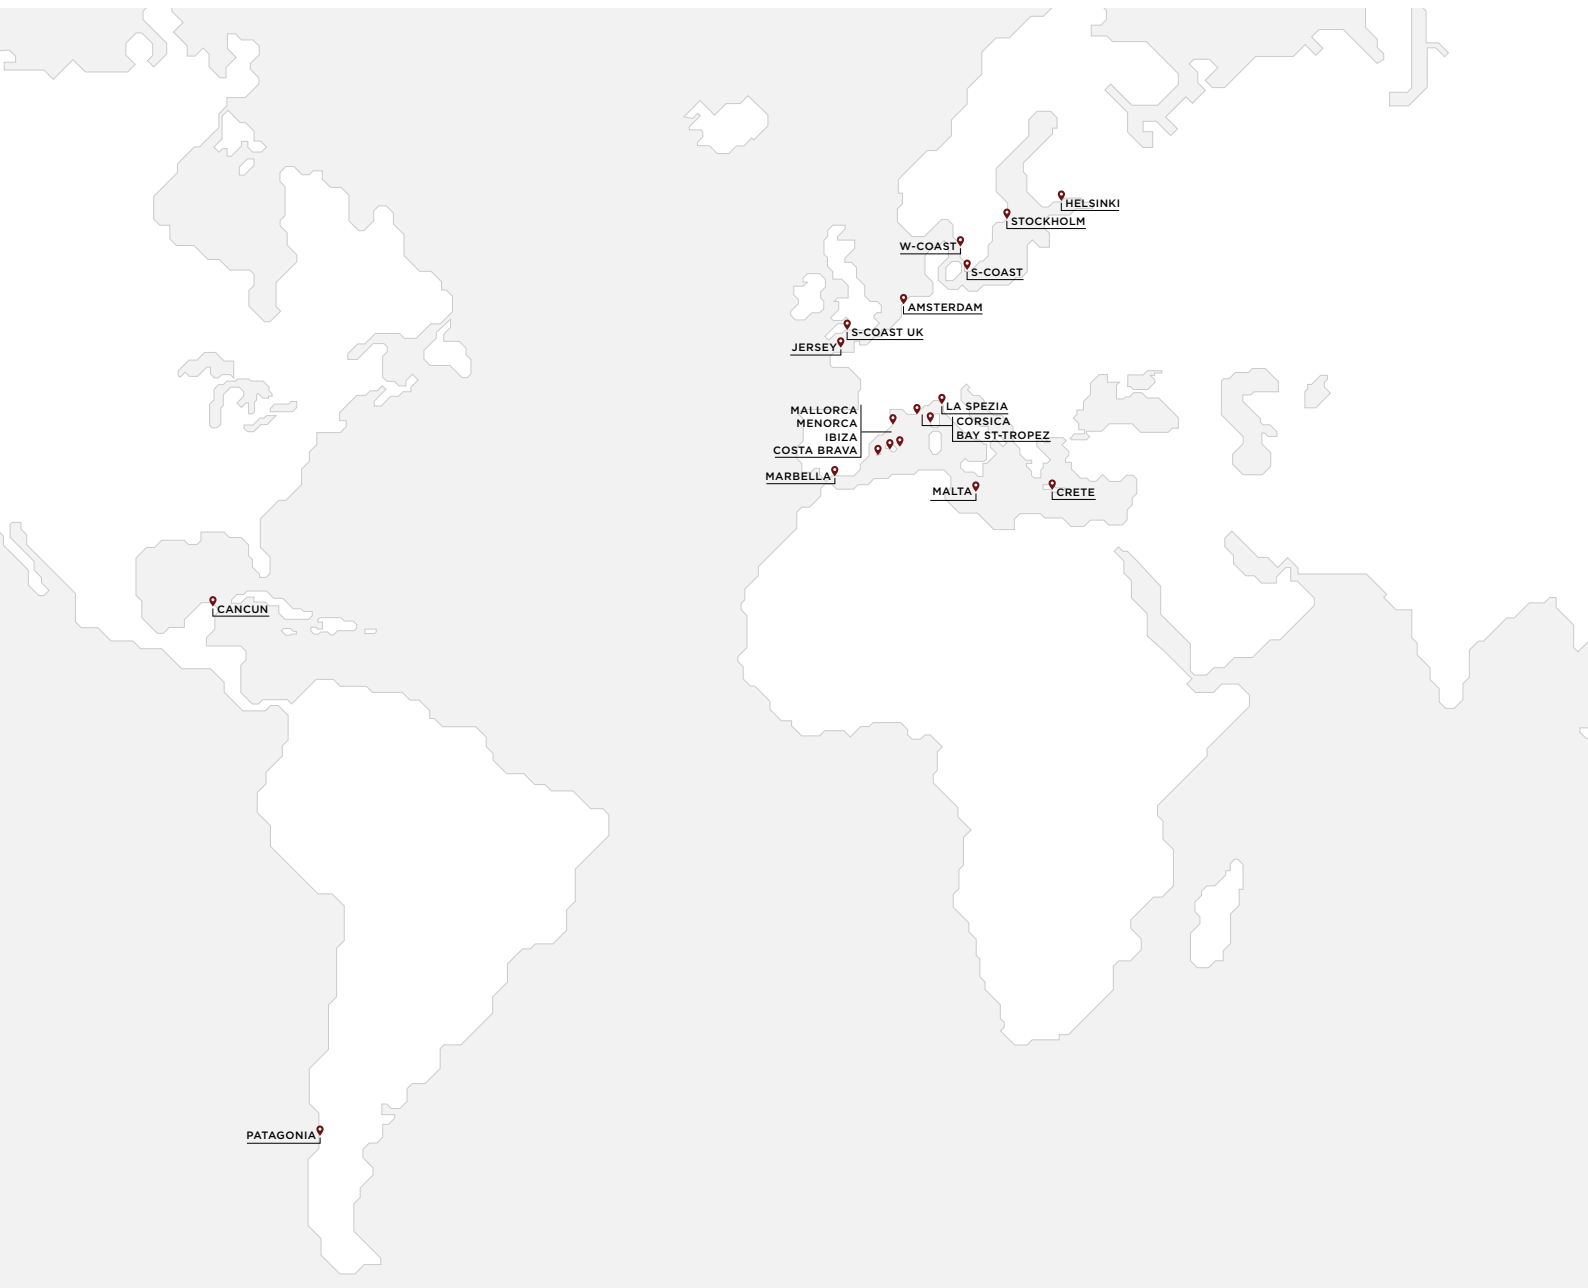 HELSINKI
STOCKHOLM
W-COAST
S-COAST
AMSTERDAM
S-COAST UK
JERSEY
LA SPEZIA
MALLORCA
CORSICA
MENORCA
BAY ST-TROPEZ
IBIZA
COSTA BRAVA
MARBELLA
MALTA
CRETE
CANCUN
PATAGONIA